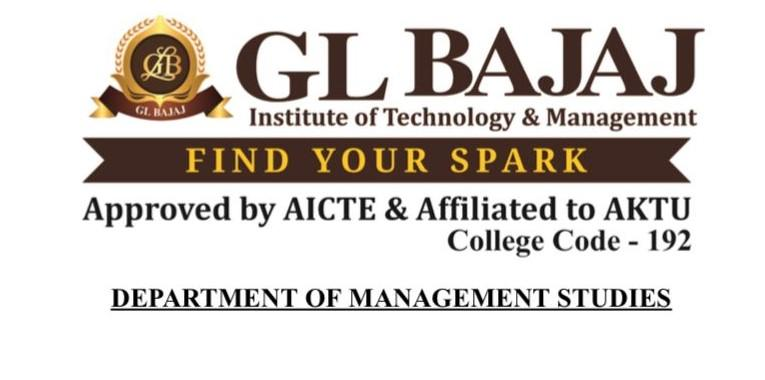 GLB
GL BAJAJ
GL BAJAJ
Institute of Technology & Management
FIND YOUR SPARK
Approved by AICTE & Affiliated to AKTU
College Code - 192
DEPARTMENT OF MANAGEMENT STUDIES